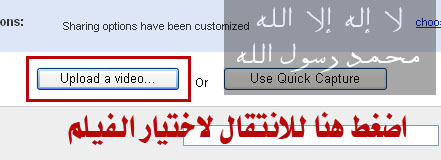 ons:
Sharing options have been customized
choo
لا إله إلا الله
محمد رسول الله
Upload a video...
Or
Use Quick Capture
اضغط هنا للانتقال لاختيار الفيلم